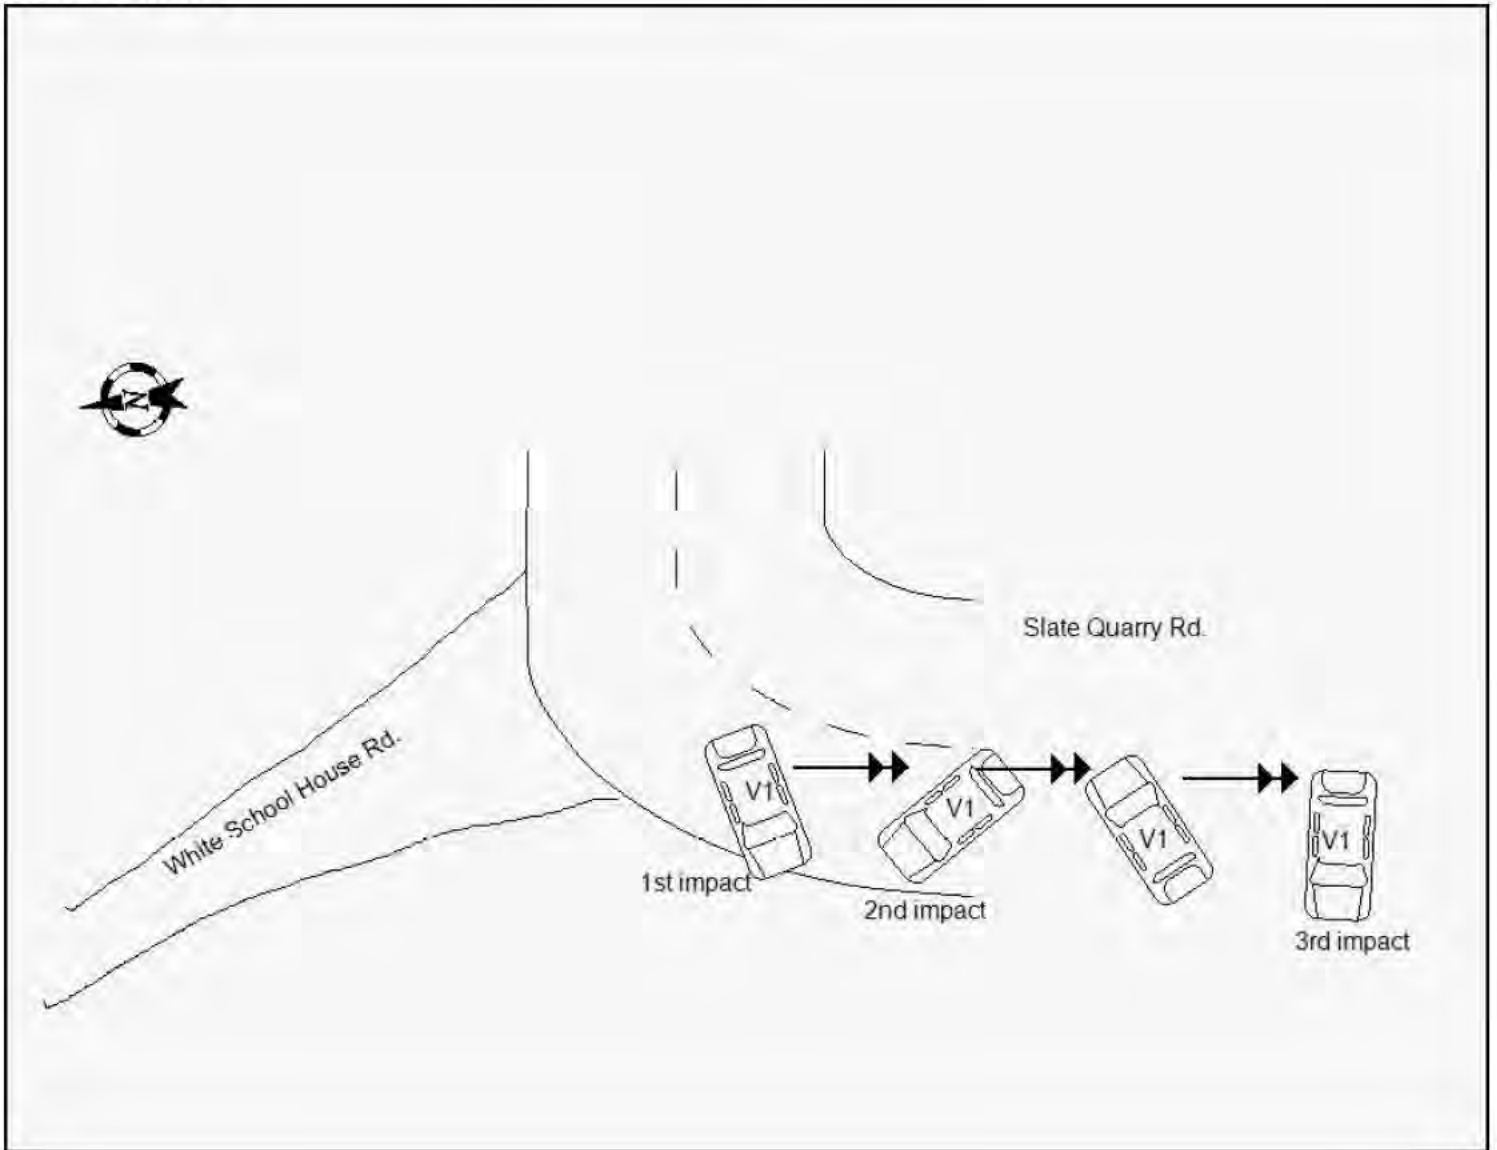 N
Slate Quarry Rd.
White School House Rd.
V1
V1
V1
V1
1st impact
2nd impact
3rd impact